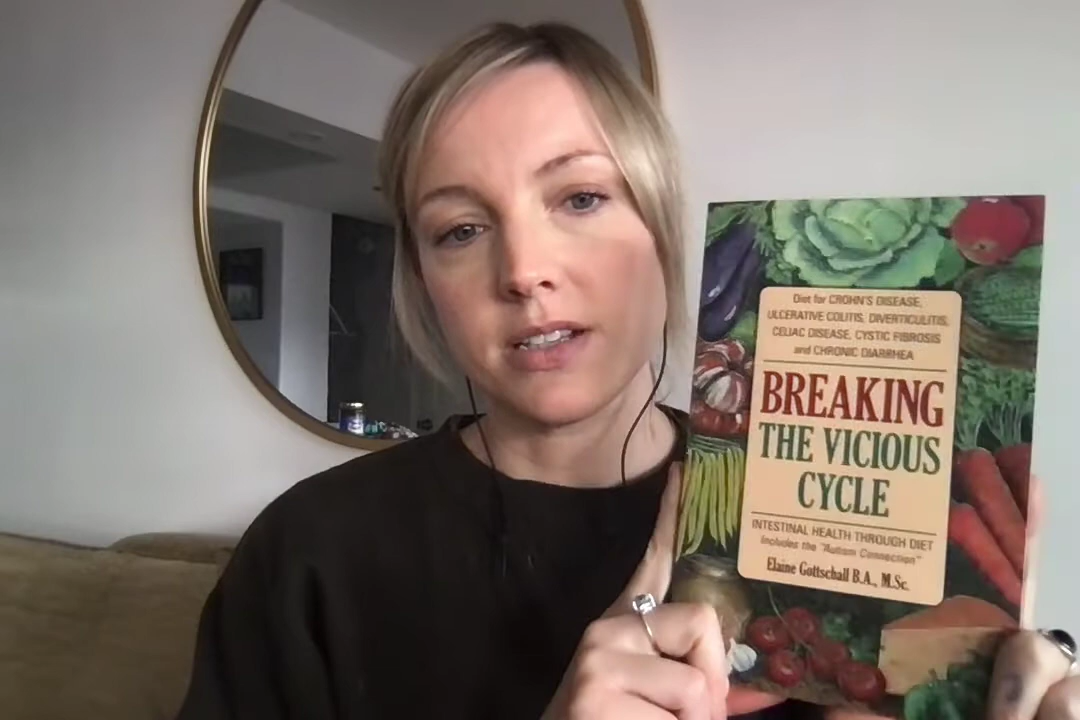 Diet for CROHN'S DISEASE,
ULCERATIVE COLITIS, DIVERTICULITIS,
CELIAC DISEASE, CYSTIC FIBROSIS
and CHRONIC DIARRHEA
BREAKING
THE VICIOUS
CYCLE
INTESTINAL HEALTH THROUGH DIET
Includes the "Autism Connection"
Elaine Gottschall B.A., M.Sc.